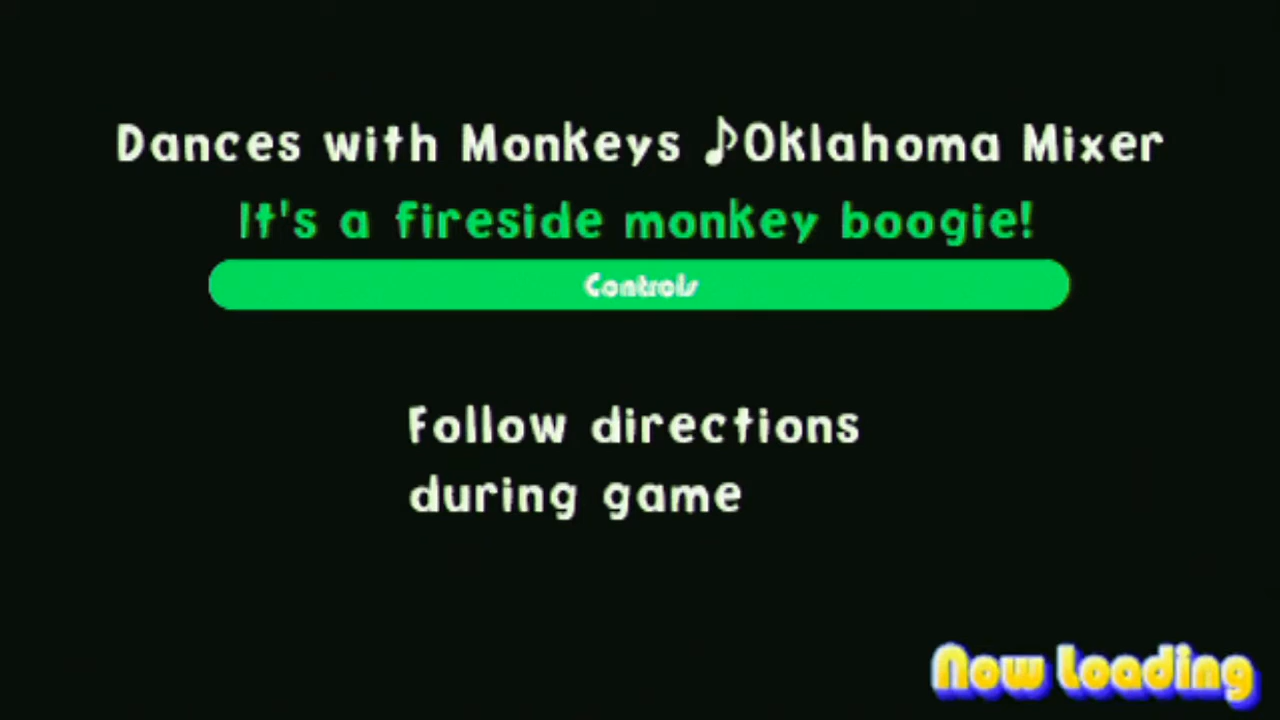 Dances with Monkeys ♪Oklahoma Mixer
It's a fireside monkey boogie!
Controls
Follow directions
during game
Now Loading